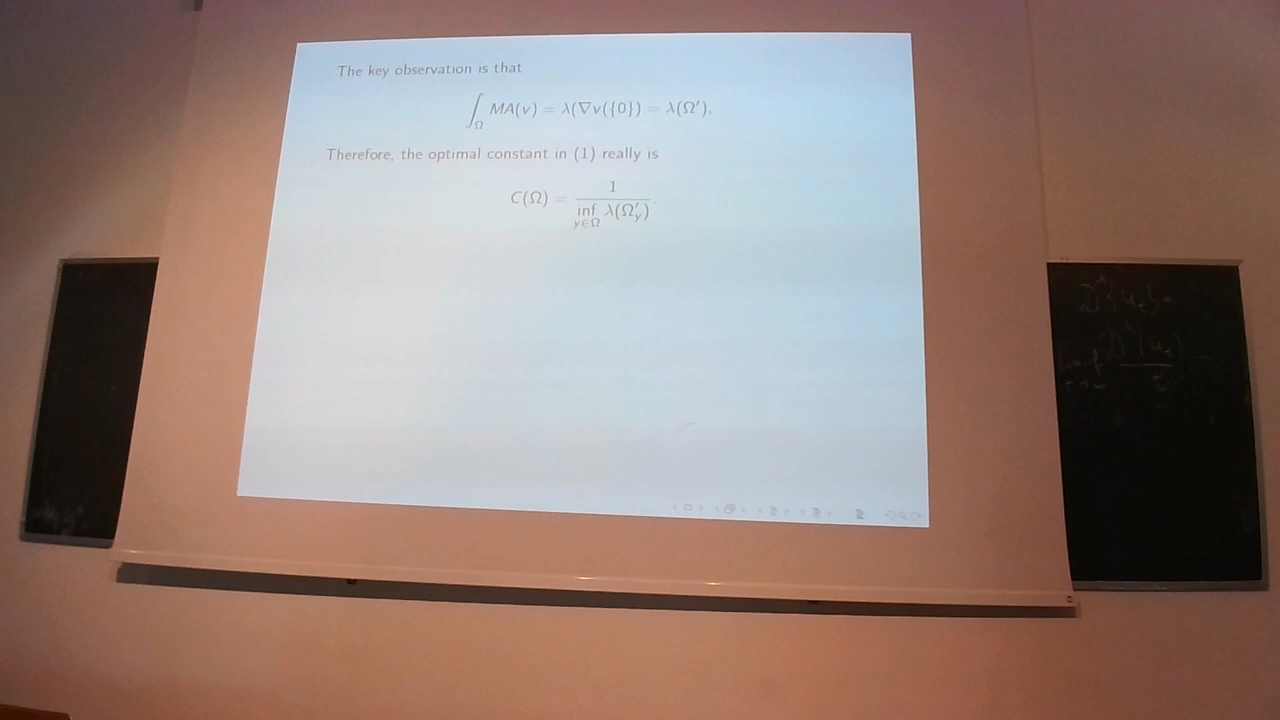 The key observation is that
∫_Ω MA(v) = λ(∇v({0}) = λ(Ω′).
Therefore, the optimal constant in (1) really is
C(Ω) = 1 / inf_{y∈Ω} λ(Ω′_y).